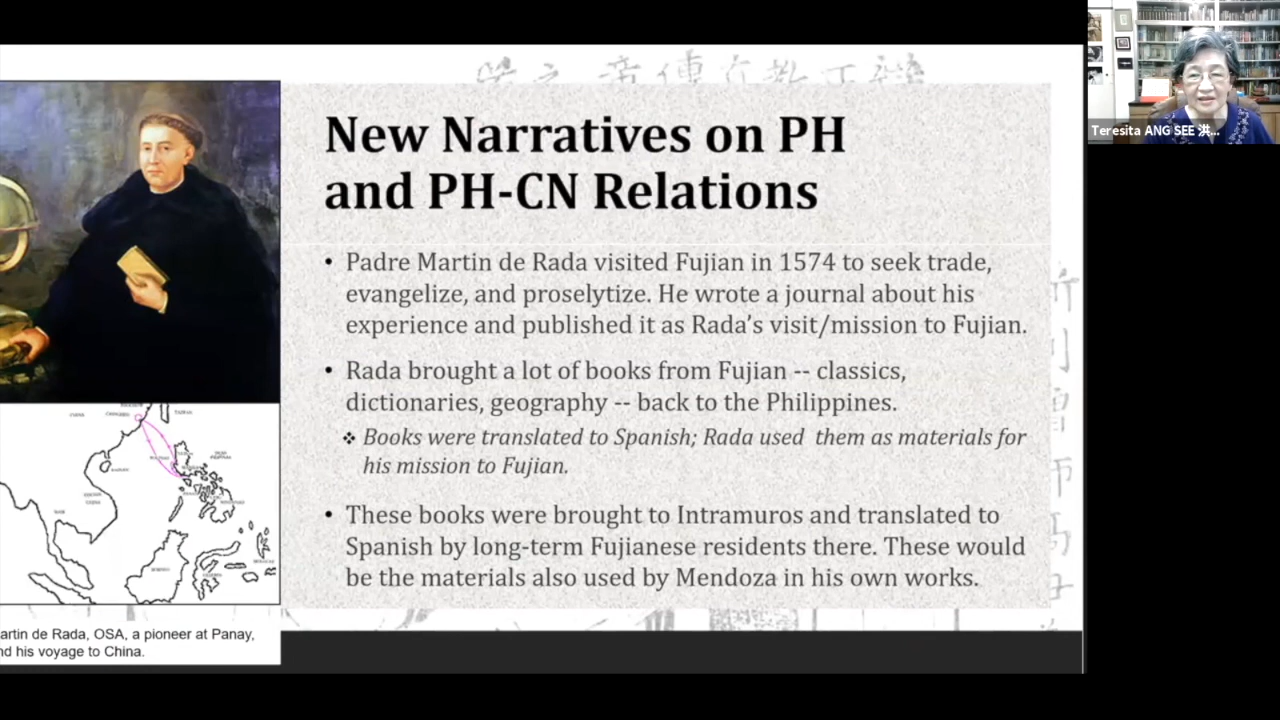 New Narratives on PH
and PH-CN Relations
• Padre Martin de Rada visited Fujian in 1574 to seek trade,
evangelize, and proselytize. He wrote a journal about his
experience and published it as Rada's visit/mission to Fujian.
• Rada brought a lot of books from Fujian -- classics,
dictionaries, geography -- back to the Philippines.
❖ Books were translated to Spanish; Rada used them as materials for
his mission to Fujian.
• These books were brought to Intramuros and translated to
Spanish by long-term Fujianese residents there. These would
be the materials also used by Mendoza in his own works.
artin de Rada, OSA, a pioneer at Panay,
nd his voyage to China.
Teresita ANG SEE 洪...